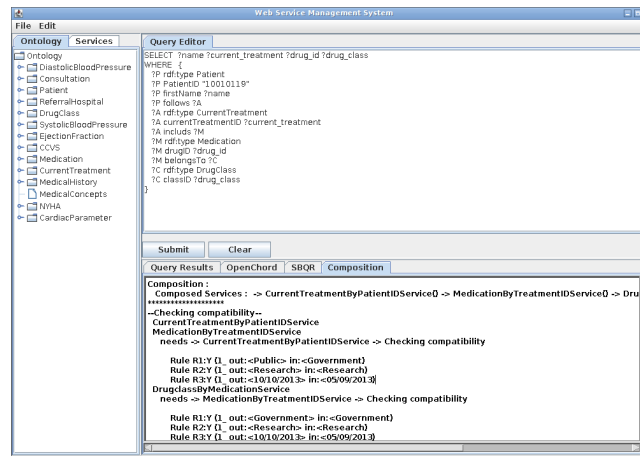 Web Service Management System
File Edit
Ontology Services
Ontology
DiastolicBloodPressure
Consultation
Patient
ReferralHospital
DrugClass
SystolicBloodPressure
EjectionFraction
CCVS
Medication
CurrentTreatment
MedicalHistory
MedicalConcepts
NYHA
CardiacParameter
Query Editor
SELECT ?name ?current_treatment ?drug_id ?drug_class
WHERE {
?P rdf:type Patient
?P PatientID "10010119"
?P firstName ?name
?P follows ?A
?A rdf:type CurrentTreatment
?A currentTreatmentID ?current_treatment
?A includs ?M
?M rdf:type Medication
?M drugID ?drug_id
?M belongsTo ?C
?C rdf:type DrugClass
?C classID ?drug_class
}
Submit Clear
Query Results OpenChord SBQR Composition
Composition :
Composed Services : -> CurrentTreatmentByPatientIDService() -> MedicationByTreatmentIDService() -> Dru
********************
--Checking compatibility--
CurrentTreatmentByPatientIDService
MedicationByTreatmentIDService
needs -> CurrentTreatmentByPatientIDService -> Checking compatibility
Rule R1:Y (1_ out:<Public> in:<Government)
Rule R2:Y (1_ out:<Research> in:<Research)
Rule R3:Y (1_ out:<10/10/2013> in:<05/09/2013)
DrugclassByMedicationService
needs -> MedicationByTreatmentIDService -> Checking compatibility
Rule R1:Y (1_ out:<Government> in:<Government)
Rule R2:Y (1_ out:<Research> in:<Research)
Rule R3:Y (1_ out:<10/10/2013> in:<05/09/2013)